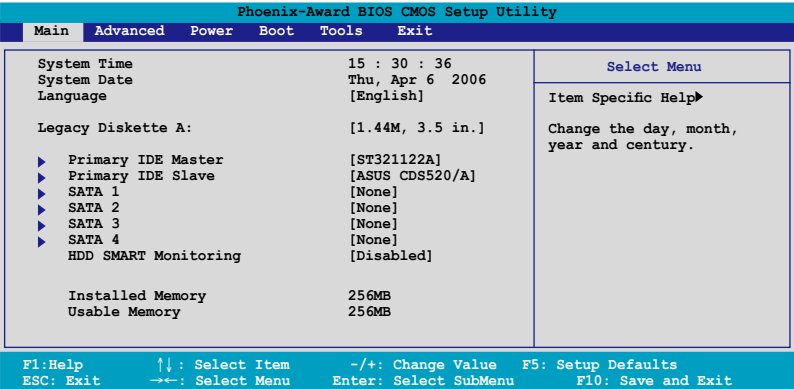 Phoenix-Award BIOS CMOS Setup Utility
Main Advanced Power Boot Tools Exit
System Time 15 : 30 : 36
System Date Thu, Apr 6 2006
Language [English]
Legacy Diskette A: [1.44M, 3.5 in.]
Primary IDE Master [ST321122A]
Primary IDE Slave [ASUS CDS520/A]
SATA 1 [None]
SATA 2 [None]
SATA 3 [None]
SATA 4 [None]
HDD SMART Monitoring [Disabled]
Installed Memory 256MB
Usable Memory 256MB
Select Menu
Item Specific Help
Change the day, month,
year and century.
F1:Help ↑↓ : Select Item -/+: Change Value F5: Setup Defaults
ESC: Exit →←: Select Menu Enter: Select SubMenu F10: Save and Exit